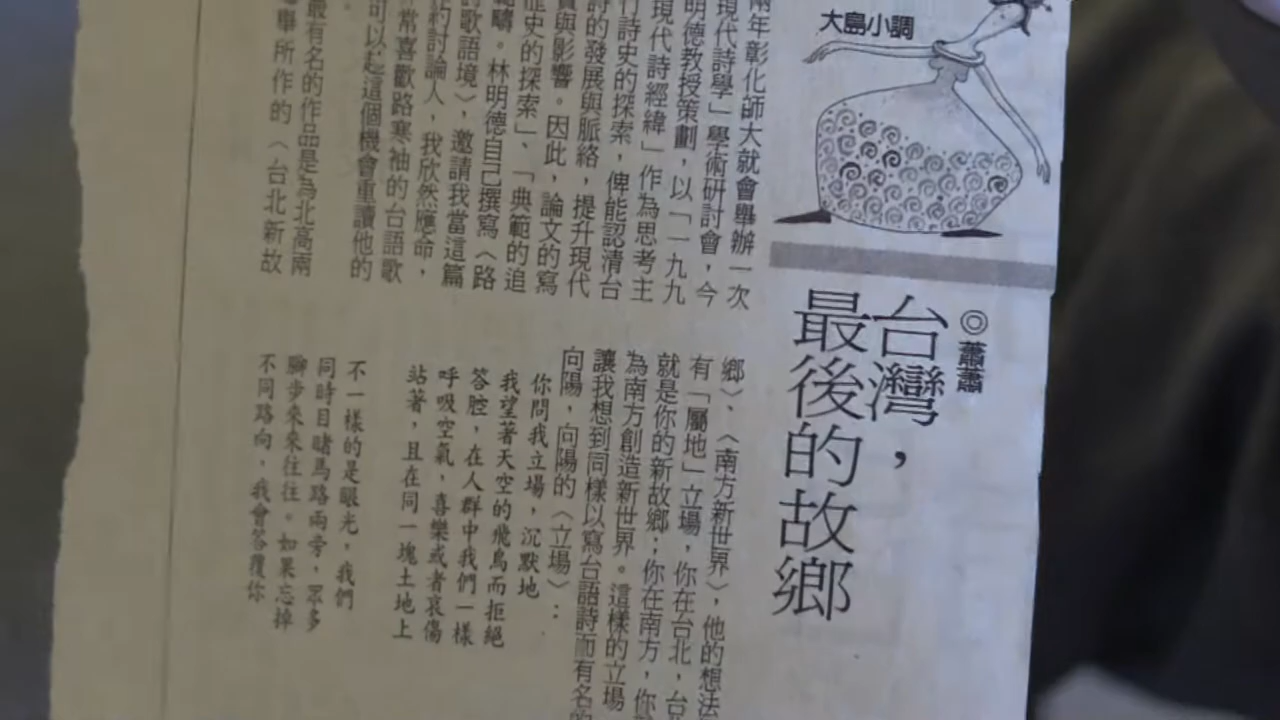 大島小調
◎蕭蕭
台灣，
最後的故鄉
兩年彰化師大就會舉辦一次
現代詩學」學術研討會，今
明德教授策劃，以「一九九
現代詩經緯」作為思考主
行詩史的探索，俾能認清台
詩的發展與脈絡，提升現代
質與影響。因此，論文的寫
歷史的探索」、「典範的追
範疇。林明德自己撰寫〈路
的歌語境〉，邀請我當這篇
的討論人，我欣然應命，
常喜歡路寒袖的台語歌
可以趁這個機會重讀他的
。
最有名的作品是為北高兩
舉所作的〈台北新故
鄉〉、〈南方新世界〉，他的想法
有「屬地」立場，你在台北，台
就是你的新故鄉；你在南方，你
為南方創造新世界。這樣的立場
讓我想到同樣以寫台語詩而有名的
向陽，向陽的〈立場〉：
你問我立場，沉默地
我望著天空的飛鳥而拒絕
答腔，在人群中我們一樣
呼吸空氣，喜樂或者哀傷
站著，且在同一塊土地上
不一樣的是眼光，我們
同時目睹馬路兩旁，眾多
腳步來來往往。如果忘掉
不同路向，我會答覆你